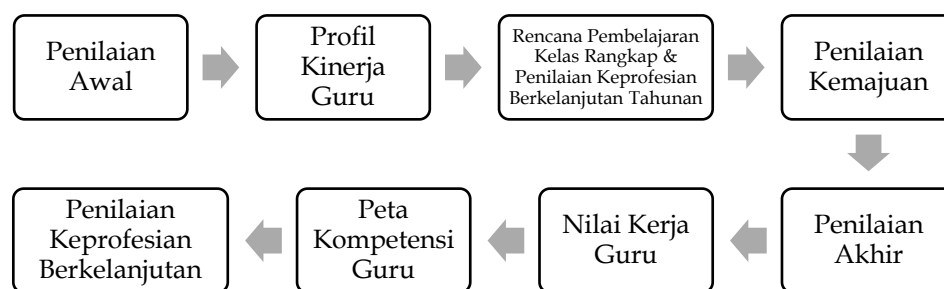 Penilaian
Awal
Profil
Kinerja
Guru
Rencana Pembelajaran
Kelas Rangkap &
Penilaian Keprofesian
Berkelanjutan Tahunan
Penilaian
Kemajuan
Penilaian
Akhir
Nilai Kerja
Guru
Peta
Kompetensi
Guru
Penilaian
Keprofesian
Berkelanjutan